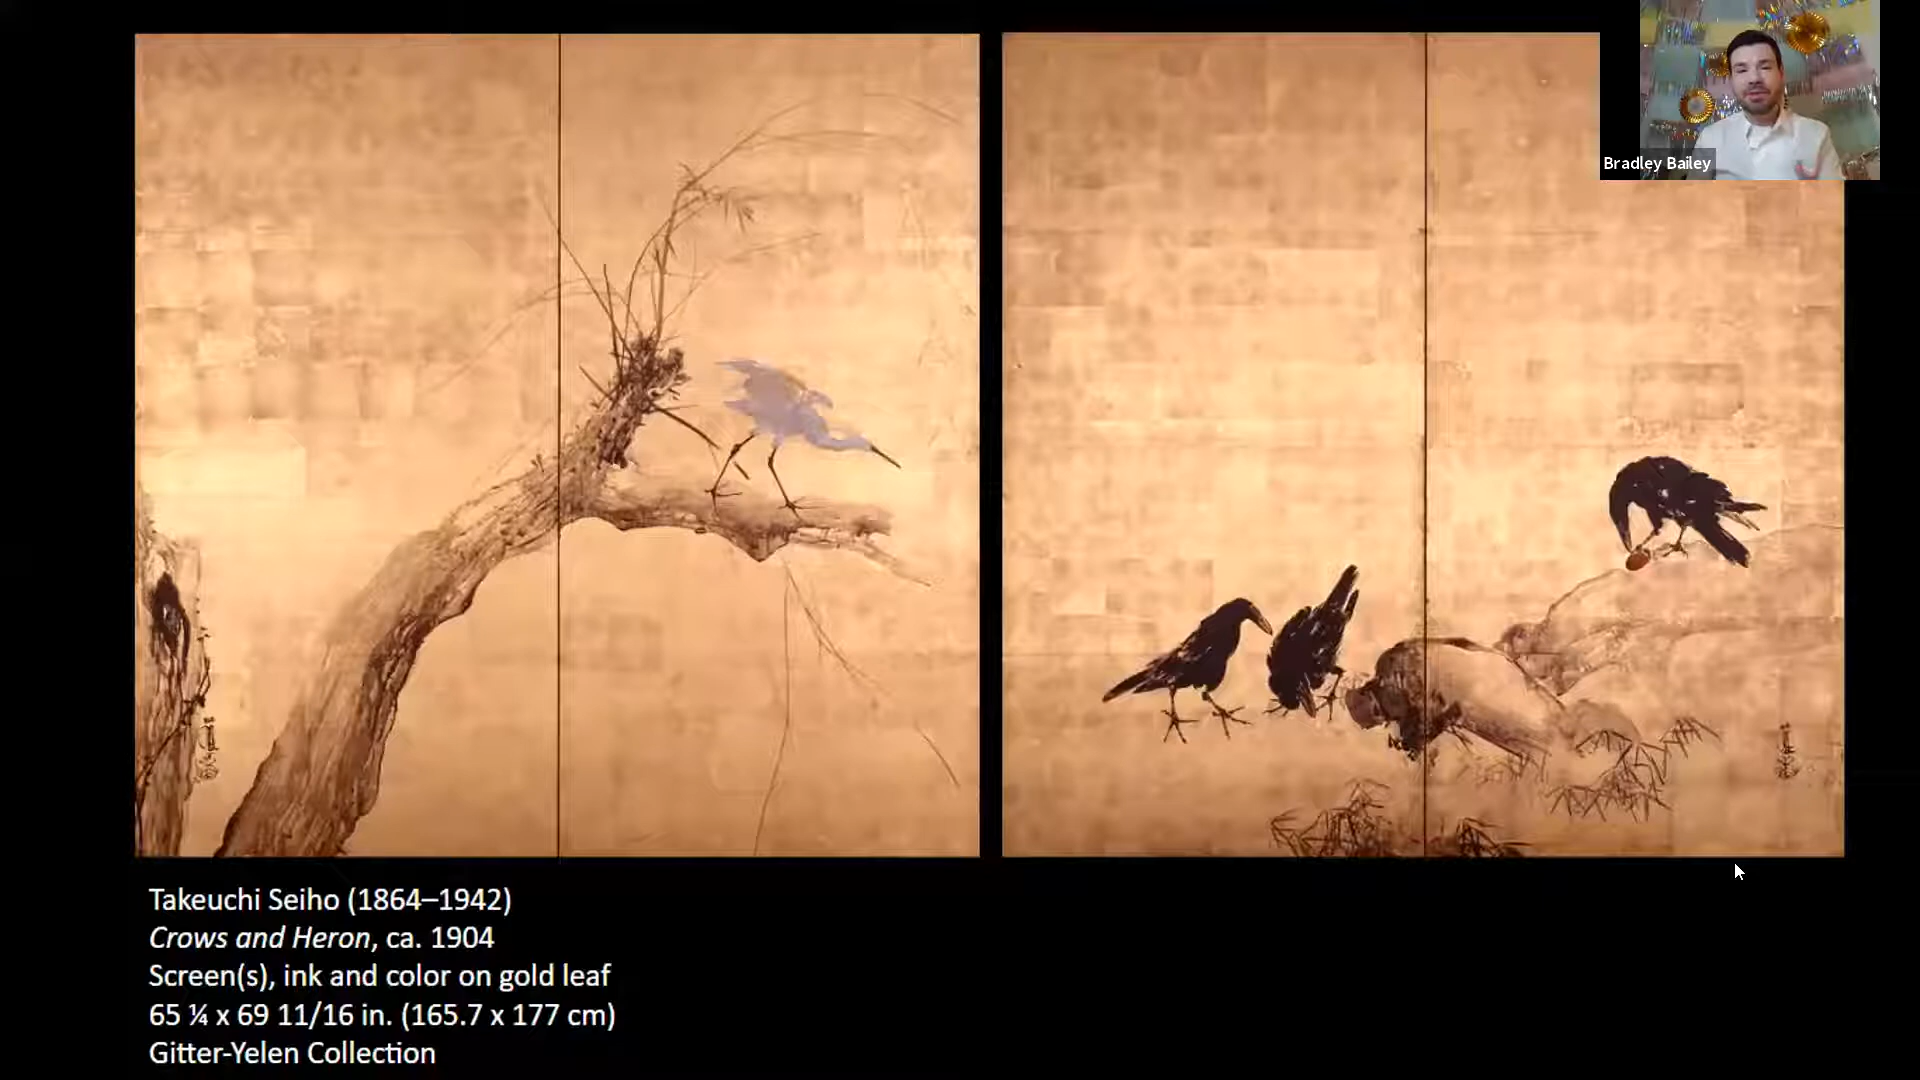 Bradley Bailey
Takeuchi Seiho (1864–1942)
Crows and Heron, ca. 1904
Screen(s), ink and color on gold leaf
65 ¼ x 69 11/16 in. (165.7 x 177 cm)
Gitter-Yelen Collection